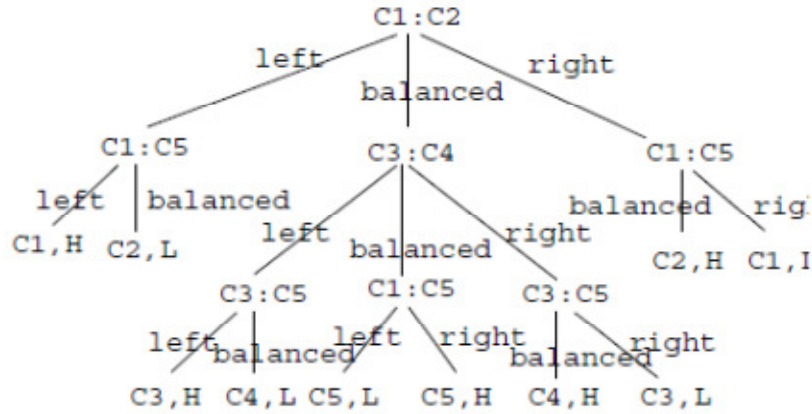 C1:C2
left
right
balanced
C1:C5 C3:C4 C1:C5
left balanced balanced
left balanced right
C1,H C2,L C2,H
C3:C5 C1:C5 C3:C5
left balanced left right balanced right
C3,H C4,L C5,L C5,H C4,H C3,L